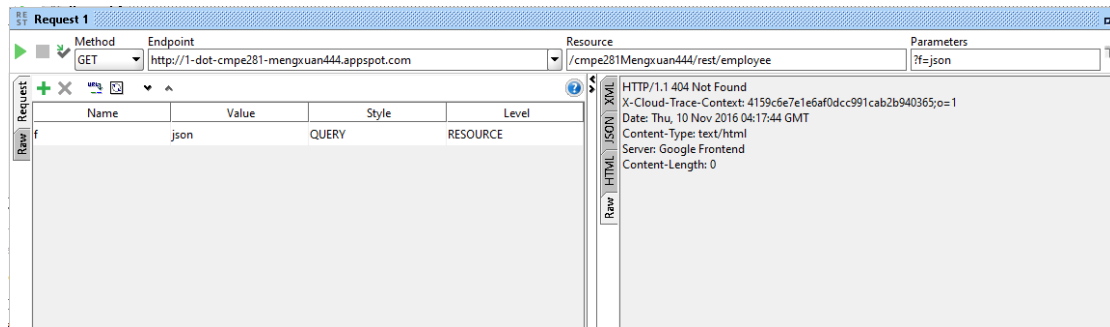 RE
ST Request 1
Method Endpoint Resource Parameters
GET http://1-dot-cmpe281-mengxuan444.appspot.com /cmpe281Mengxuan444/rest/employee ?f=json
Request
Raw
Name Value Style Level
f json QUERY RESOURCE
XML
JSON
HTML
Raw
HTTP/1.1 404 Not Found
X-Cloud-Trace-Context: 4159c6e7e1e6af0dcc991cab2b940365;o=1
Date: Thu, 10 Nov 2016 04:17:44 GMT
Content-Type: text/html
Server: Google Frontend
Content-Length: 0